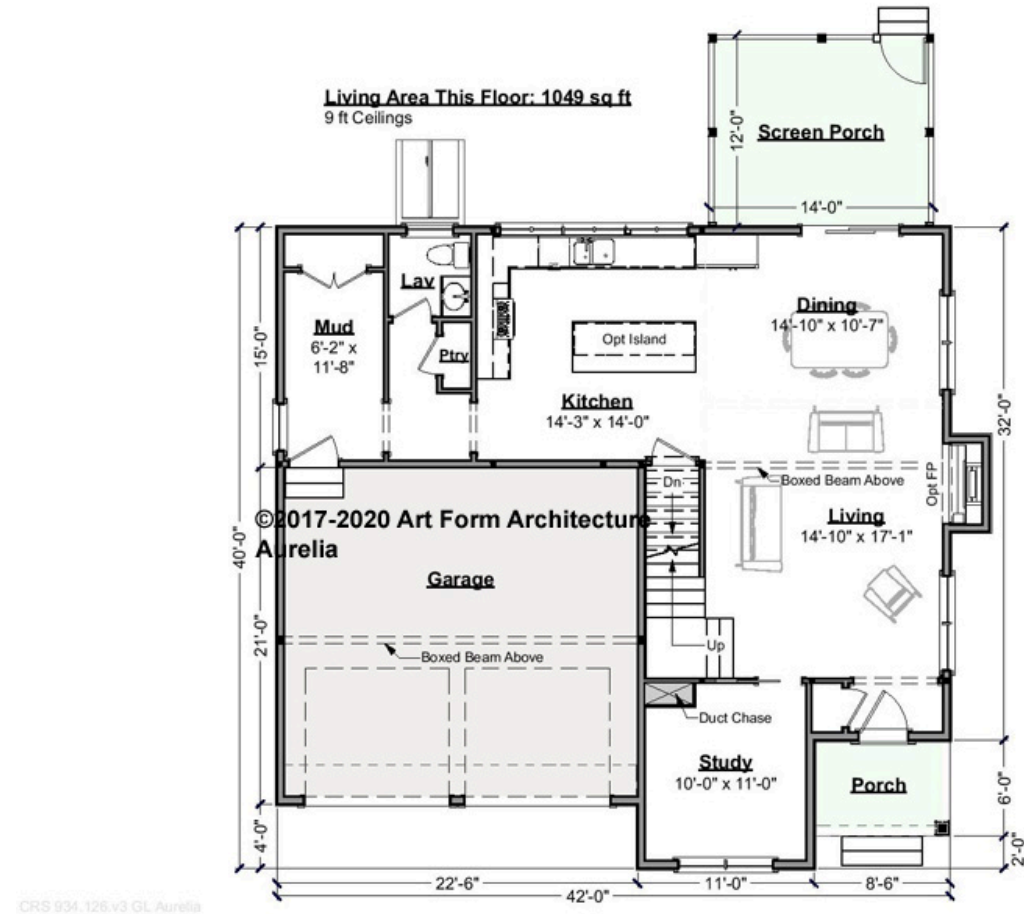 Living Area This Floor: 1049 sq ft
9 ft Ceilings
12'-0"
Screen Porch
14'-0"
Lav
Mud
6'-2" x
11'-8"
Ptry
15'-0"
Opt Island
Dining
14'-10" x 10'-7"
Kitchen
14'-3" x 14'-0"
32'-0"
Dn
Boxed Beam Above
Opt FP
Living
14'-10" x 17'-1"
©2017-2020 Art Form Architecture
Aurelia
40'-0"
Garage
21'-0"
Boxed Beam Above
Up
Duct Chase
Study
10'-0" x 11'-0"
Porch
6'-0"
4'-0"
2'-0"
22'-6"
11'-0"
8'-6"
42'-0"
CRS 934.126.v3 GL Aurelia